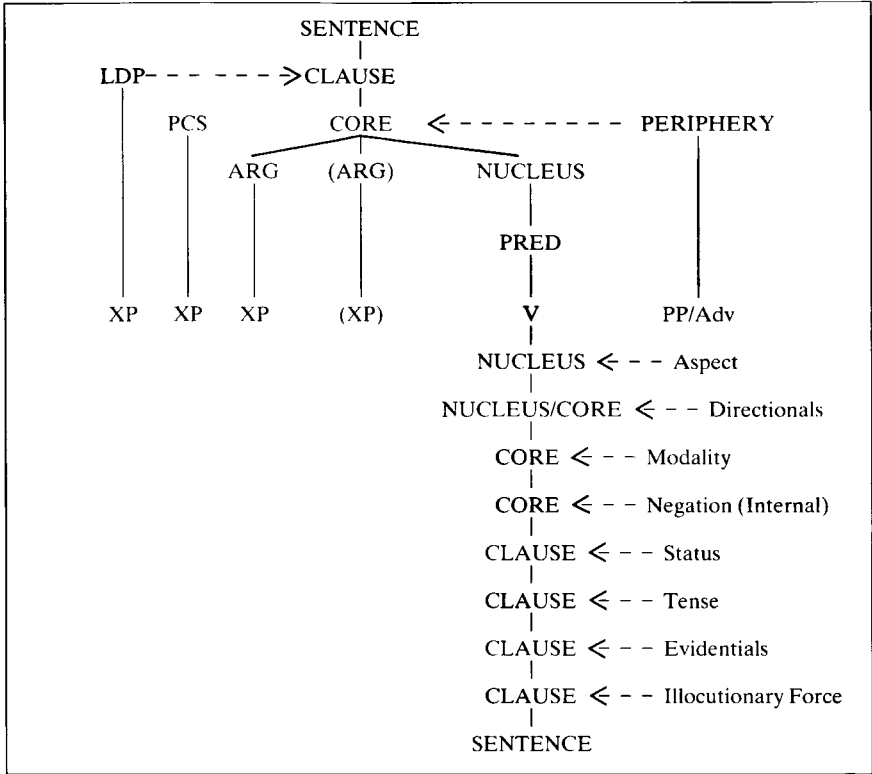 SENTENCE
LDP CLAUSE
PCS CORE PERIPHERY
ARG (ARG) NUCLEUS
PRED
XP XP XP (XP) V PP/Adv
NUCLEUS Aspect
NUCLEUS/CORE Directionals
CORE Modality
CORE Negation (Internal)
CLAUSE Status
CLAUSE Tense
CLAUSE Evidentials
CLAUSE Illocutionary Force
SENTENCE